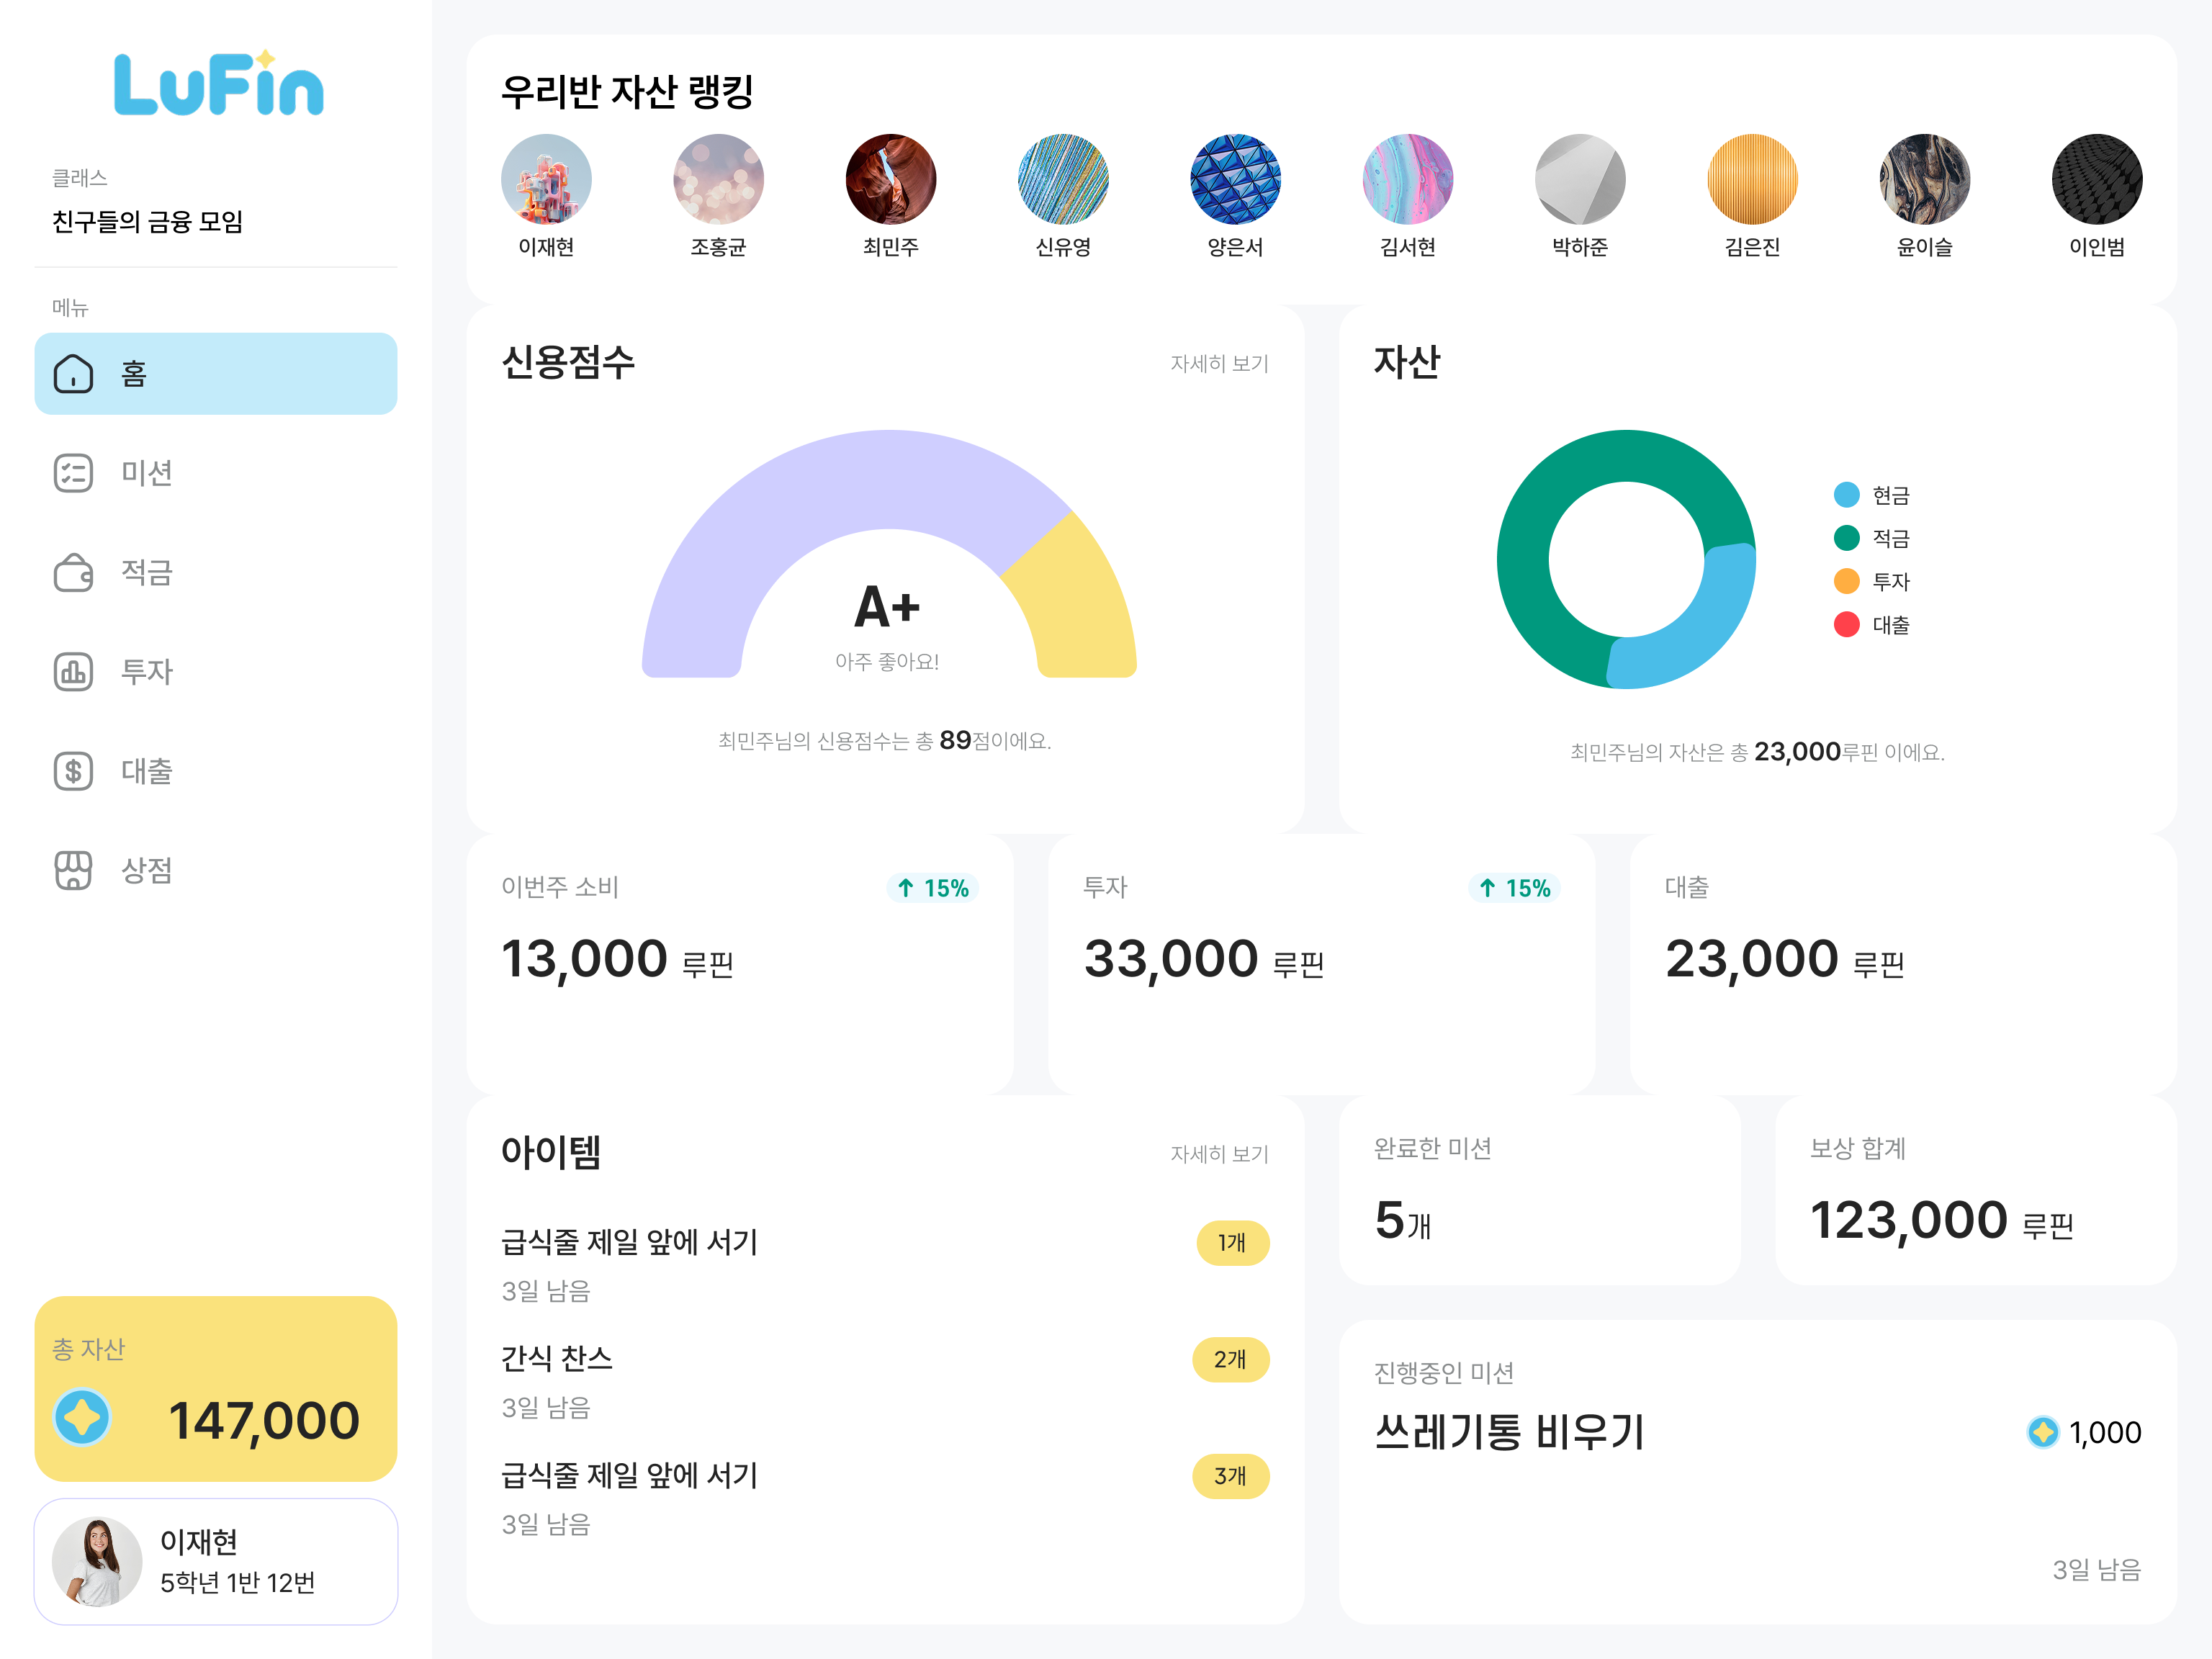 LuFin
클래스
친구들의 금융 모임
메뉴
홈
미션
적금
투자
대출
상점
총 자산
147,000
이재현
5학년 1반 12번
우리반 자산 랭킹
이재현 조홍균 최민주 신유영 양은서 김서현 박하준 김은진 윤이슬 이인범
신용점수 자세히 보기
A+
아주 좋아요!
최민주님의 신용점수는 총 89점이에요.
자산
현금
적금
투자
대출
최민주님의 자산은 총 23,000루핀 이에요.
이번주 소비 15%
13,000 루핀
투자 15%
33,000 루핀
대출
23,000 루핀
아이템 자세히 보기
급식줄 제일 앞에 서기 1개
3일 남음
간식 찬스 2개
3일 남음
급식줄 제일 앞에 서기 3개
3일 남음
완료한 미션
5개
보상 합계
123,000 루핀
진행중인 미션
쓰레기통 비우기 1,000
3일 남음